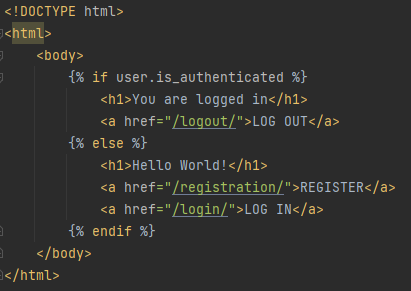 <!DOCTYPE html>
<html>
    <body>
        {% if user.is_authenticated %}
            <h1>You are logged in</h1>
            <a href="/logout/">LOG OUT</a>
        {% else %}
            <h1>Hello World!</h1>
            <a href="/registration/">REGISTER</a>
            <a href="/login/">LOG IN</a>
        {% endif %}
    </body>
</html>